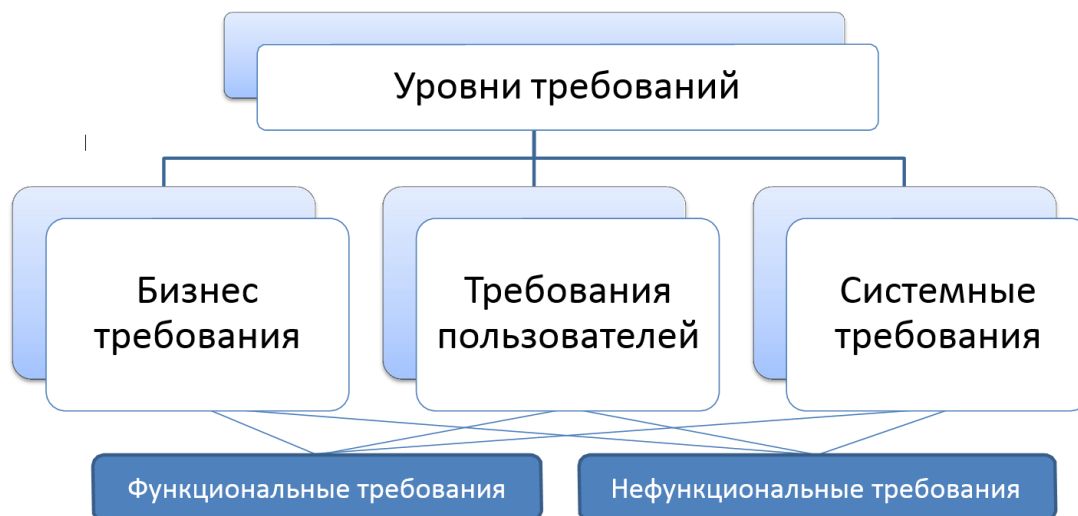 Уровни требований
Бизнес
требования
Требования
пользователей
Системные
требования
Функциональные требования
Нефункциональные требования